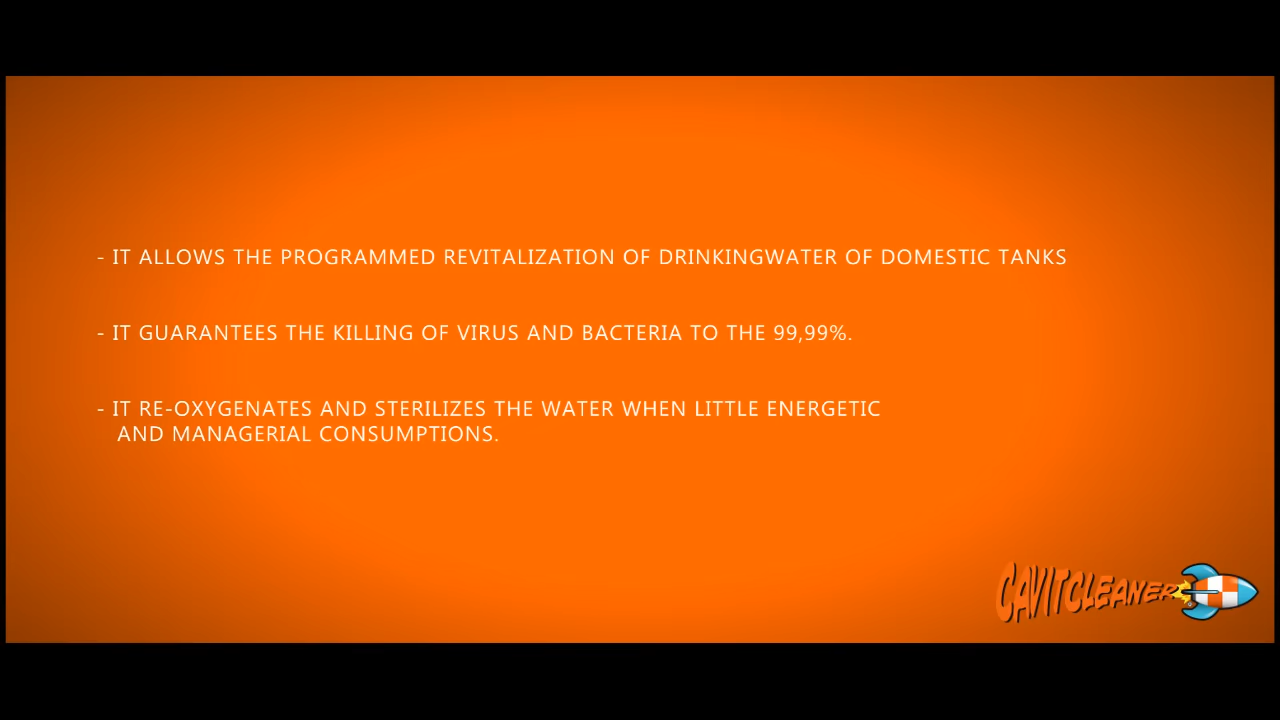 - IT ALLOWS THE PROGRAMMED REVITALIZATION OF DRINKINGWATER OF DOMESTIC TANKS
- IT GUARANTEES THE KILLING OF VIRUS AND BACTERIA TO THE 99,99%.
- IT RE-OXYGENATES AND STERILIZES THE WATER WHEN LITTLE ENERGETIC
AND MANAGERIAL CONSUMPTIONS.
CAVITCLEANER